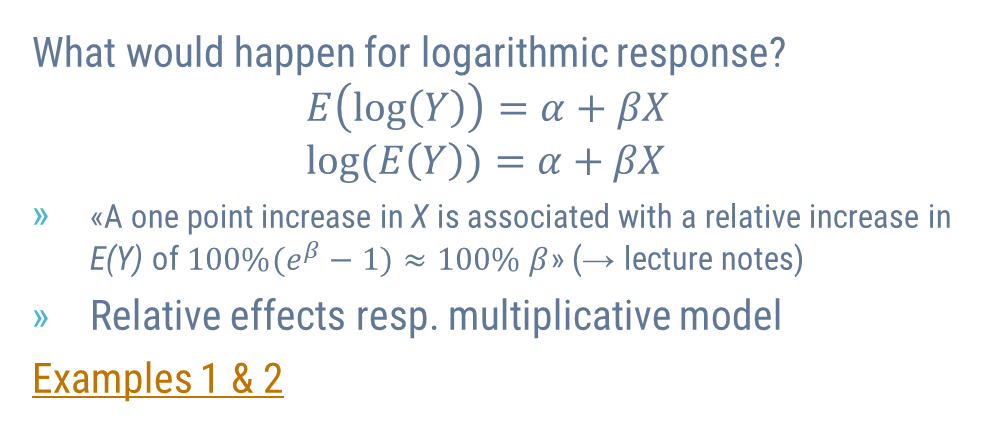 What would happen for logarithmic response?
E(log(Y)) = α + βX
log(E(Y)) = α + βX
» «A one point increase in X is associated with a relative increase in
E(Y) of 100%(e^β − 1) ≈ 100% β» (→ lecture notes)
» Relative effects resp. multiplicative model
Examples 1 & 2